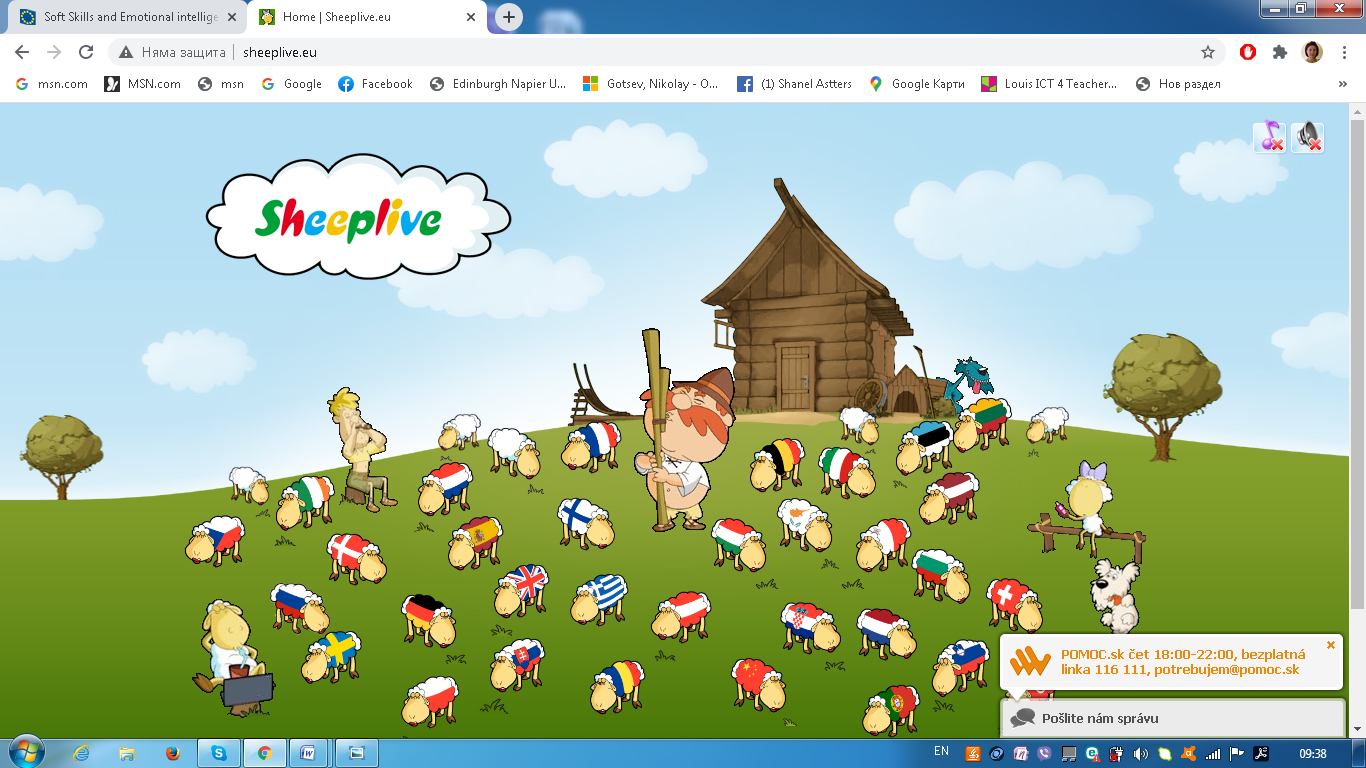 Soft Skills and Emotional intellige
Home | Sheeplive.eu
Няма защита
sheeplive.eu
msn.com
MSN.com
msn
Google
Facebook
Edinburgh Napier U...
Gotsev, Nikolay - O...
(1) Shanel Astters
Google Карти
Louis ICT 4 Teacher...
Нов раздел
Sheeplive
POMOC.sk čet 18:00-22:00, bezplatná
linka 116 111, potrebujem@pomoc.sk
Pošlite nám správu
EN
09:38